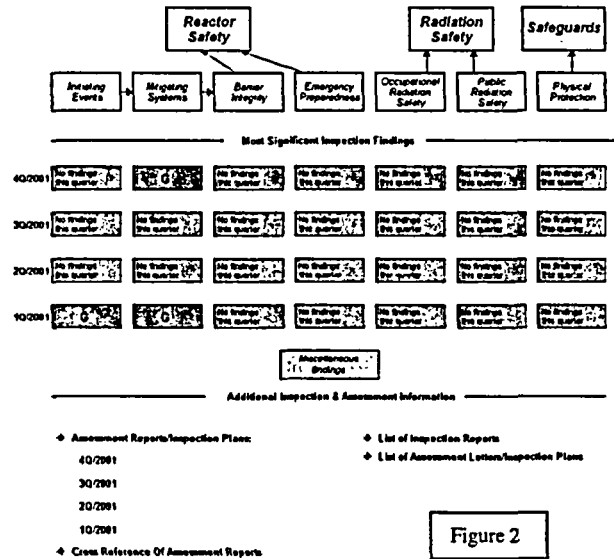 Reactor
Safety
Radiation
Safety
Safeguards
Initiating
Events
Mitigating
Systems
Barrier
Integrity
Emergency
Preparedness
Occupational
Radiation
Safety
Public
Radiation
Safety
Physical
Protection
Most Significant Inspection Findings
4Q/2001
No findings
this quarter
G
No findings
this quarter
No findings
this quarter
No findings
this quarter
No findings
this quarter
No findings
this quarter
3Q/2001
No findings
this quarter
No findings
this quarter
No findings
this quarter
No findings
this quarter
No findings
this quarter
No findings
this quarter
No findings
this quarter
2Q/2001
No findings
this quarter
No findings
this quarter
No findings
this quarter
No findings
this quarter
No findings
this quarter
No findings
this quarter
No findings
this quarter
1Q/2001
G
G
No findings
this quarter
No findings
this quarter
No findings
this quarter
No findings
this quarter
No findings
this quarter
Miscellaneous
findings
Additional Inspection & Assessment Information
❖ Assessment Reports/Inspection Plans:
4Q/2001
3Q/2001
2Q/2001
1Q/2001
❖ Cross Reference Of Assessment Reports
❖ List of Inspection Reports
❖ List of Assessment Letters/Inspection Plans
Figure 2